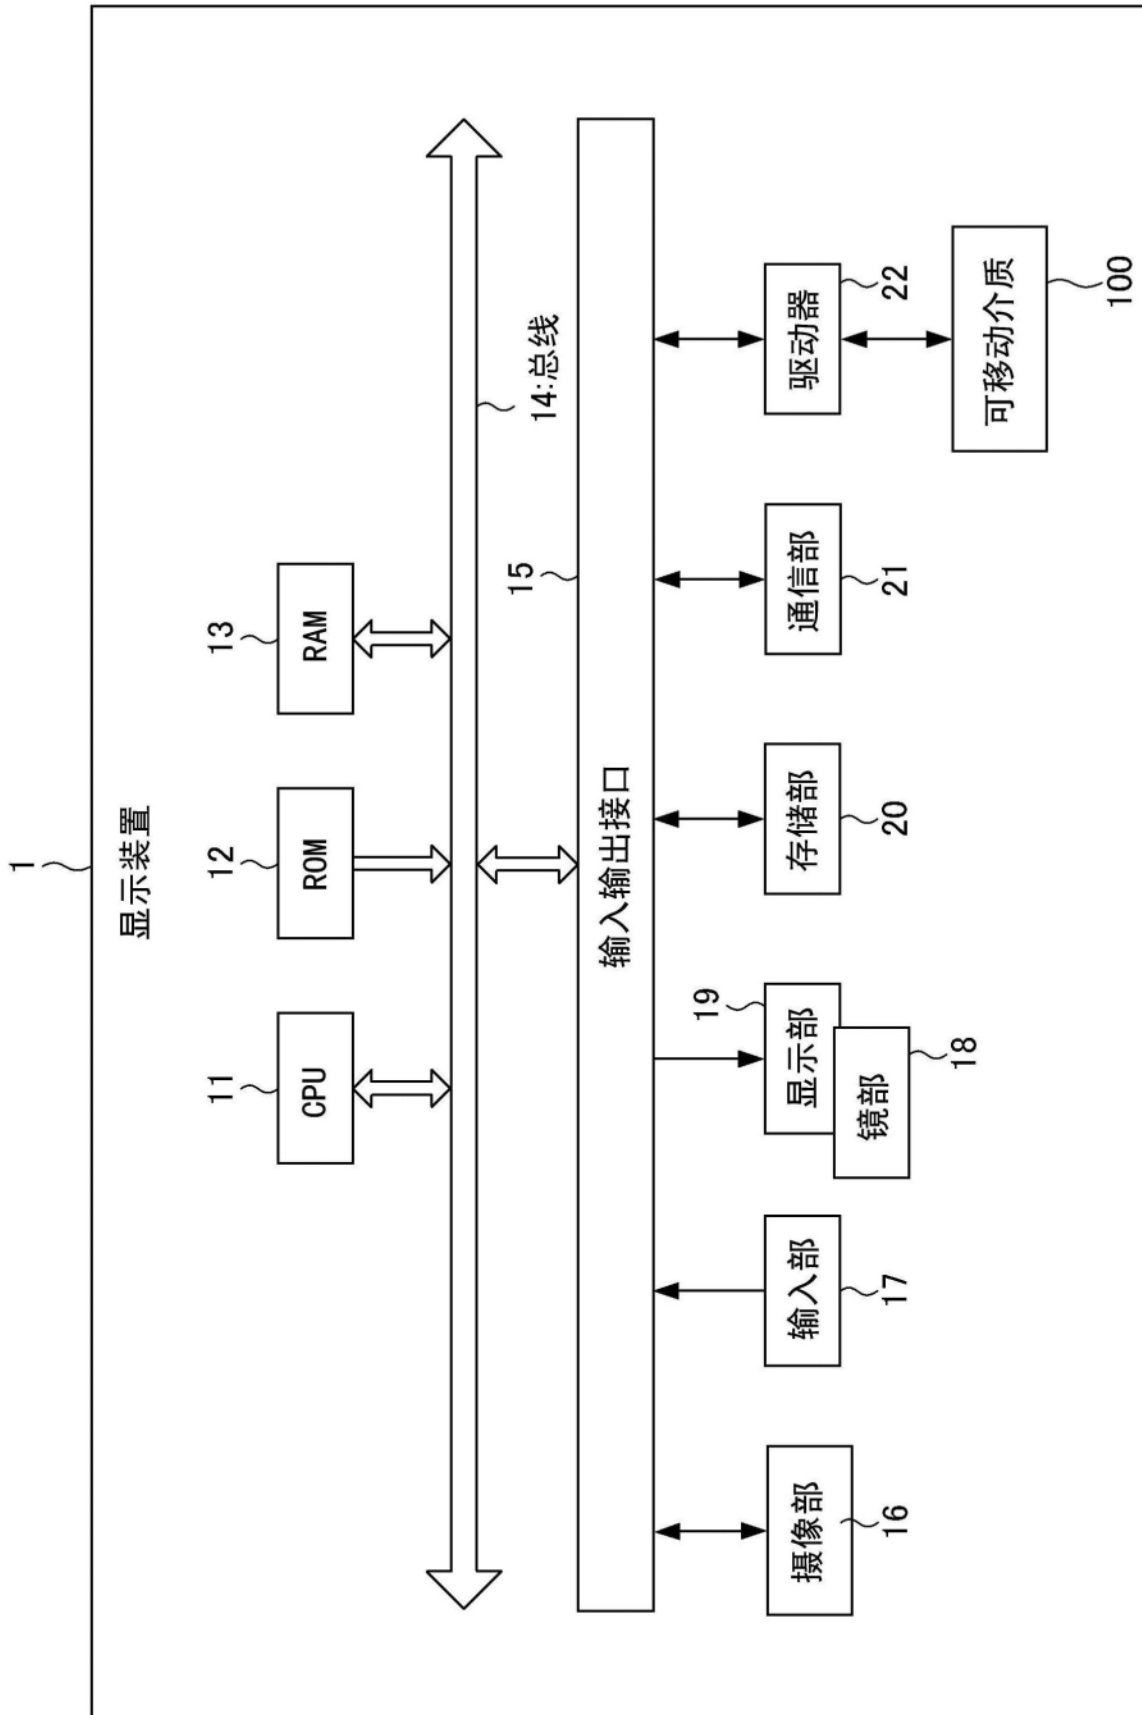 1
显示装置
11
CPU
12
ROM
13
RAM
14:总线
15
输入输出接口
摄像部
16
输入部
17
19
显示部
镜部
18
存储部
20
通信部
21
驱动器
22
可移动介质
100